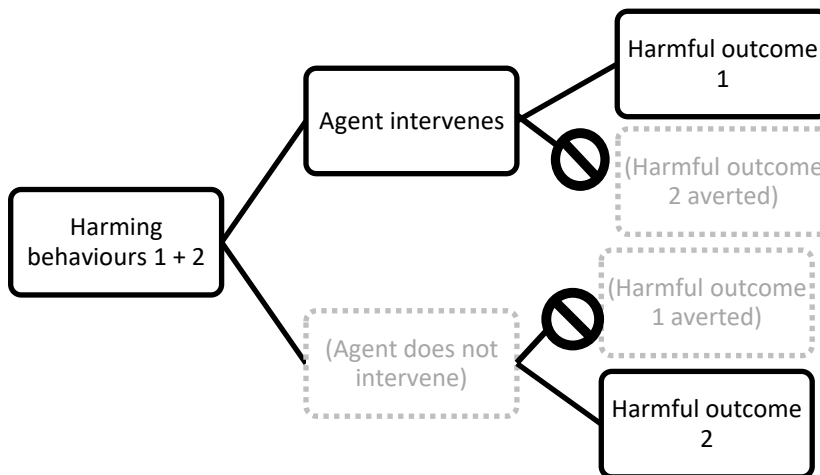 Harmful outcome
1
Agent intervenes
(Harmful outcome
2 averted)
Harming
behaviours 1 + 2
(Harmful outcome
1 averted)
(Agent does not
intervene)
Harmful outcome
2